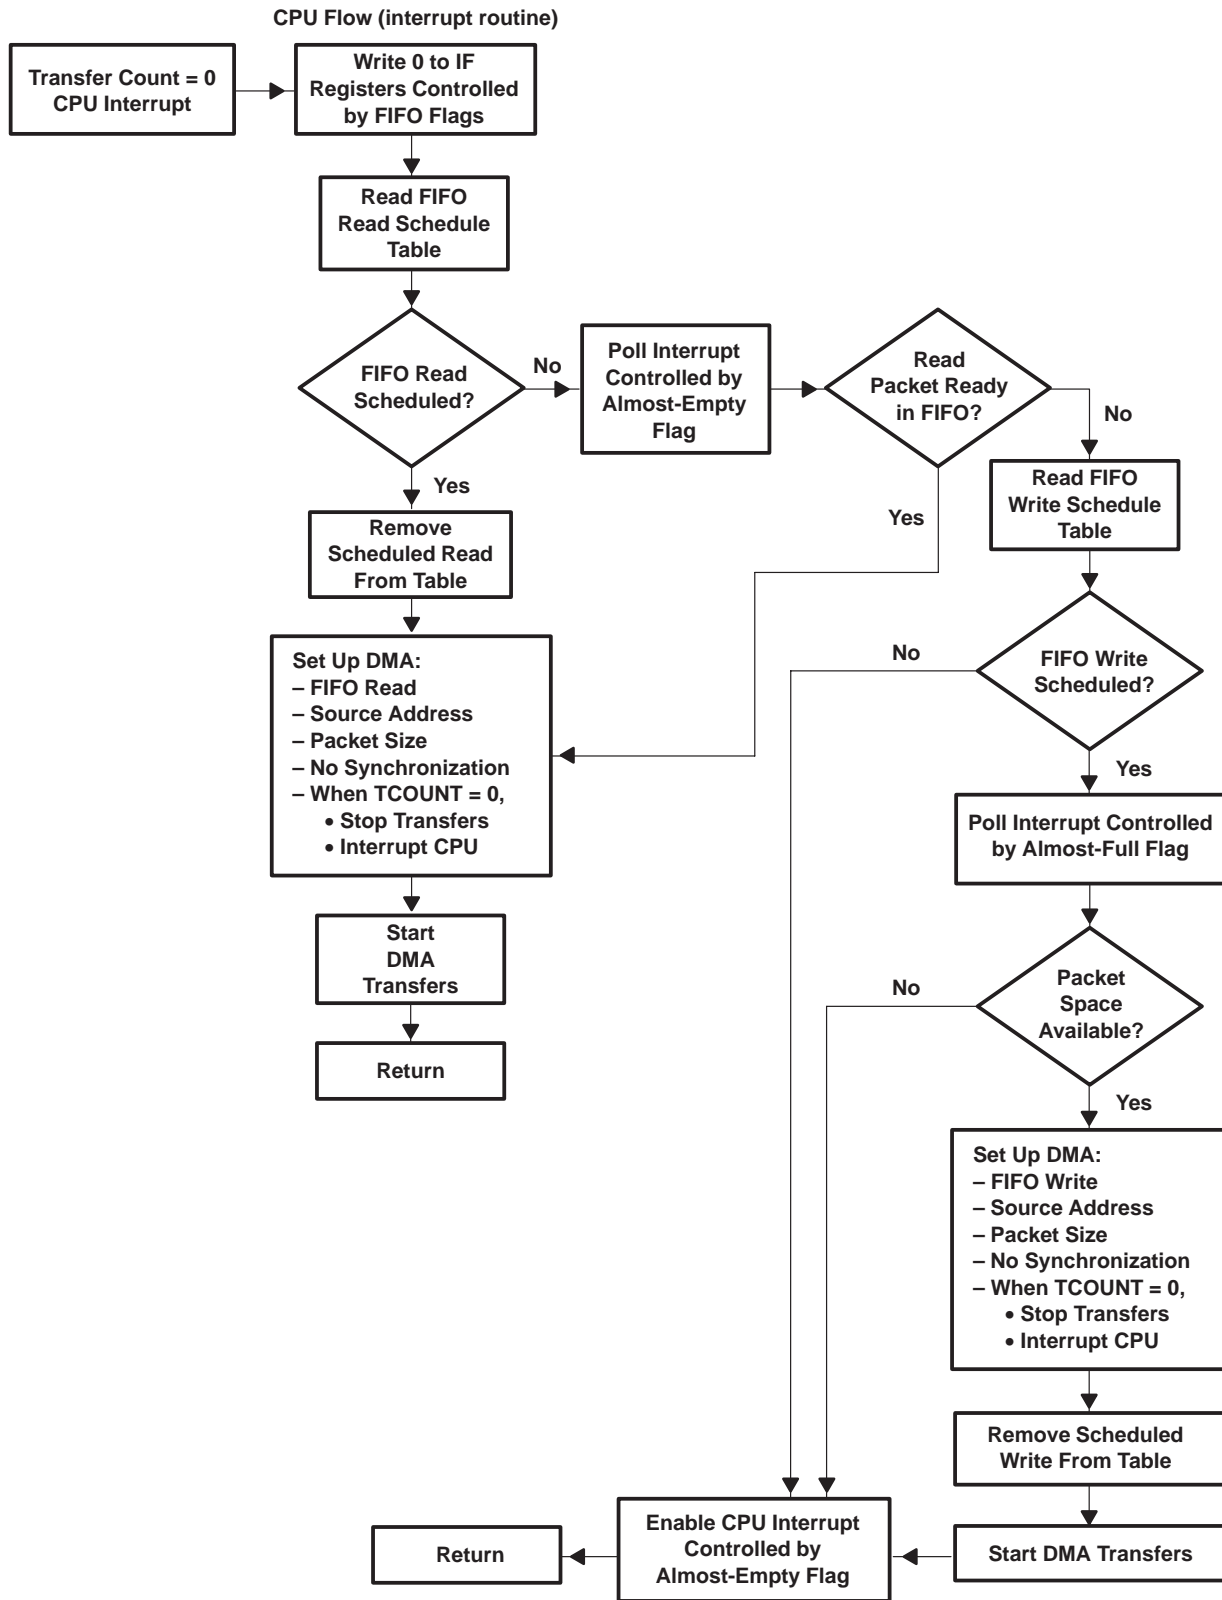 CPU Flow (interrupt routine)
Transfer Count = 0
CPU Interrupt
Write 0 to IF
Registers Controlled
by FIFO Flags
Read FIFO
Read Schedule
Table
FIFO Read
Scheduled?
No
Poll Interrupt
Controlled by
Almost-Empty
Flag
Read
Packet Ready
in FIFO?
No
Yes
Yes
Remove
Scheduled Read
From Table
Read FIFO
Write Schedule
Table
Set Up DMA:
– FIFO Read
– Source Address
– Packet Size
– No Synchronization
– When TCOUNT = 0,
• Stop Transfers
• Interrupt CPU
No
FIFO Write
Scheduled?
Yes
Poll Interrupt Controlled
by Almost-Full Flag
Start
DMA
Transfers
Return
No
Packet
Space
Available?
Yes
Set Up DMA:
– FIFO Write
– Source Address
– Packet Size
– No Synchronization
– When TCOUNT = 0,
• Stop Transfers
• Interrupt CPU
Remove Scheduled
Write From Table
Return
Enable CPU Interrupt
Controlled by
Almost-Empty Flag
Start DMA Transfers